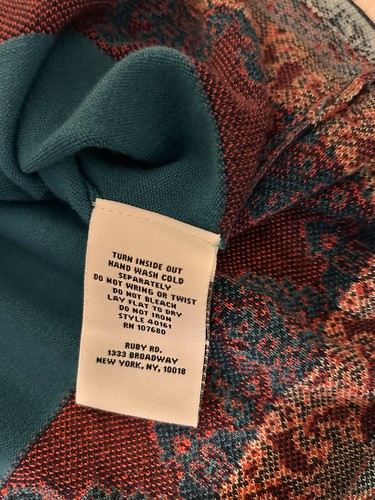 TURN INSIDE OUT
HAND WASH COLD
SEPARATELY
DO NOT WRING OR TWIST
DO NOT BLEACH
LAY FLAT TO DRY
DO NOT IRON
STYLE 40161
RN 107680
RUBY RD.
1333 BROADWAY
NEW YORK, NY, 10018